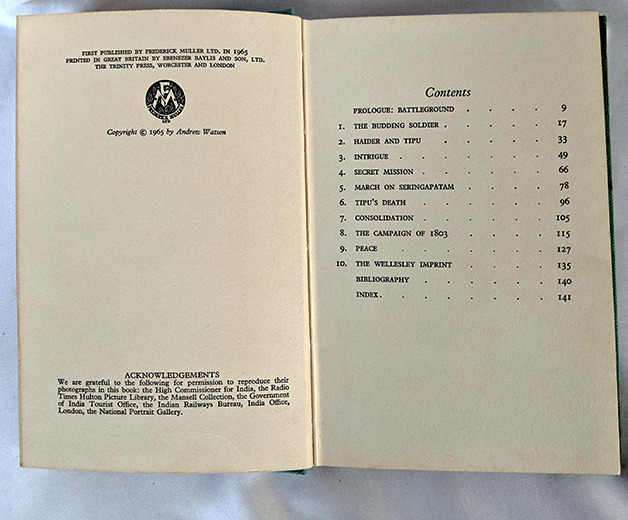 FIRST PUBLISHED BY FREDERICK MULLER LTD. IN 1965
PRINTED IN GREAT BRITAIN BY EBENEZER BAYLIS AND SON, LTD.
THE TRINITY PRESS, WORCESTER AND LONDON
FREDERICK MULLER
LTD
Copyright © 1965 by Andrew Watson
ACKNOWLEDGEMENTS
We are grateful to the following for permission to reproduce their
photographs in this book: the High Commissioner for India, the Radio
Times Hulton Picture Library, the Mansell Collection, the Government
of India Tourist Office, the Indian Railways Bureau, India Office,
London, the National Portrait Gallery.
Contents
PROLOGUE: BATTLEGROUND . . . . 9
1. THE BUDDING SOLDIER . . . . . 17
2. HAIDER AND TIPU . . . . . 33
3. INTRIGUE . . . . . . 49
4. SECRET MISSION . . . . . 66
5. MARCH ON SERINGAPATAM . . . . 78
6. TIPU'S DEATH . . . . . . 96
7. CONSOLIDATION . . . . . 105
8. THE CAMPAIGN OF 1803 . . . . 115
9. PEACE . . . . . . 127
10. THE WELLESLEY IMPRINT . . . . 135
BIBLIOGRAPHY . . . . . 140
INDEX . . . . . . . 141